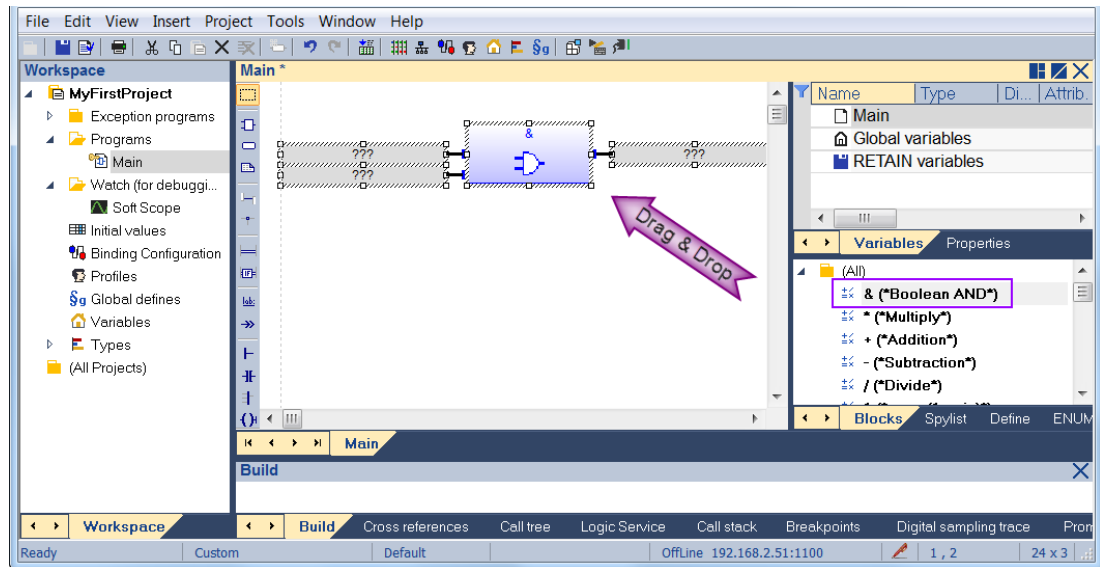 File Edit View Insert Project Tools Window Help
Workspace
MyFirstProject
Exception programs
Programs
Main
Watch (for debuggi...
Soft Scope
Initial values
Binding Configuration
Profiles
§g Global defines
Variables
Types
(All Projects)
Workspace
Main *
&
???
???
???
Drag & Drop
Main
Name Type Di... Attrib.
Main
Global variables
RETAIN variables
Variables Properties
(All)
& (*Boolean AND*)
* (*Multiply*)
+ (*Addition*)
- (*Subtraction*)
/ (*Divide*)
Blocks Spylist Define ENUM
Build
Build Cross references Call tree Logic Service Call stack Breakpoints Digital sampling trace Prom
Ready Custom Default OffLine 192.168.2.51:1100 1 , 2 24 x 3